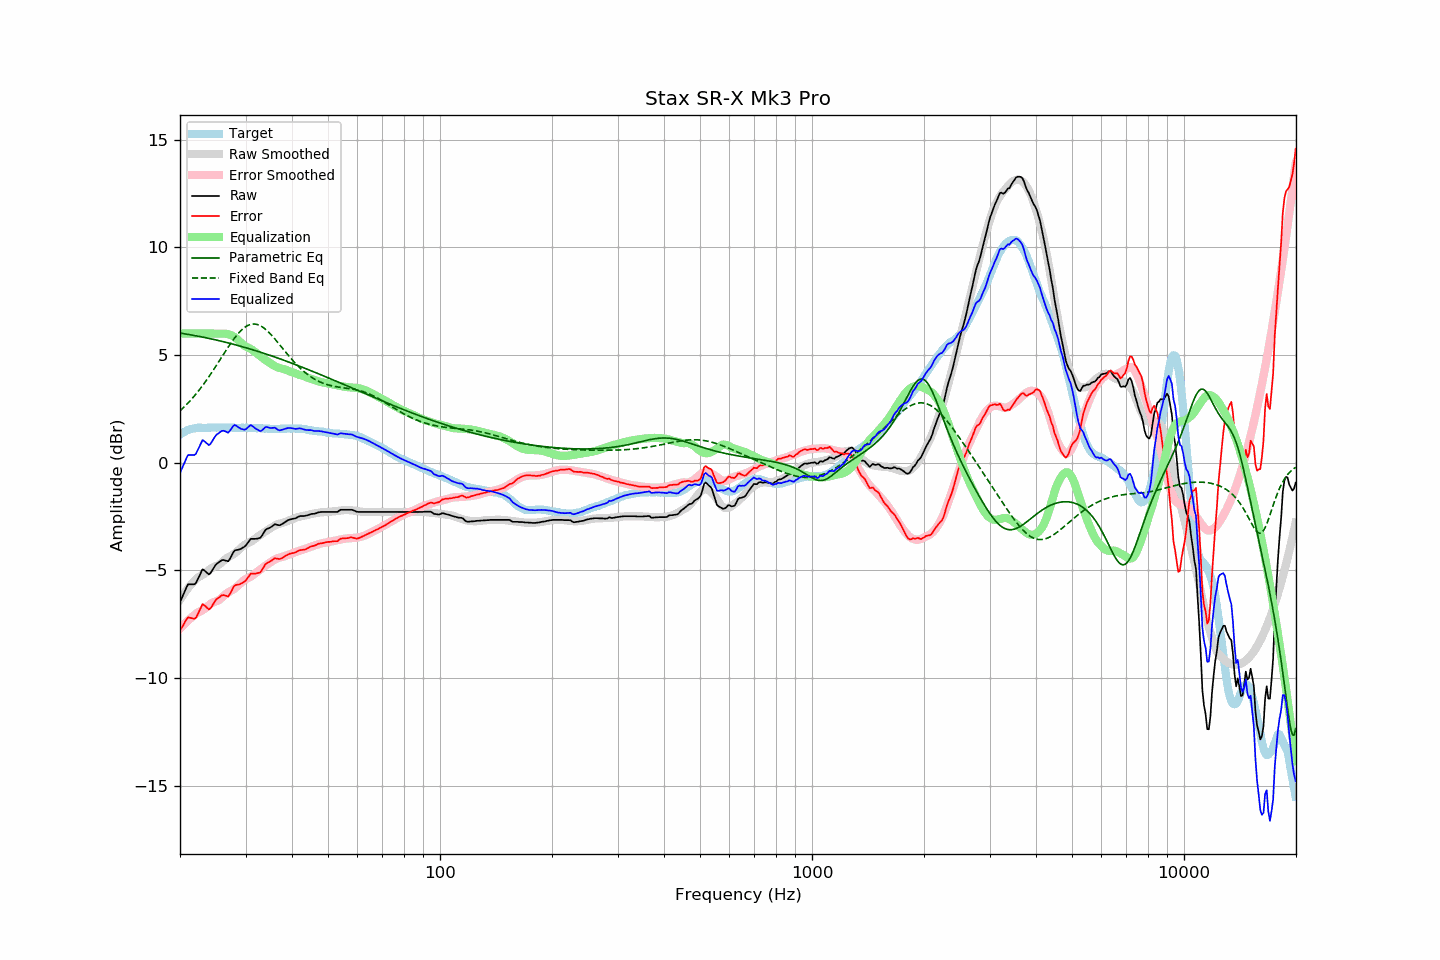 Stax SR-X Mk3 Pro
Target
Raw Smoothed
Error Smoothed
Raw
Error
Equalization
Parametric Eq
Fixed Band Eq
Equalized
15
10
5
0
−5
−10
−15
Amplitude (dBr)
100
1000
10000
Frequency (Hz)